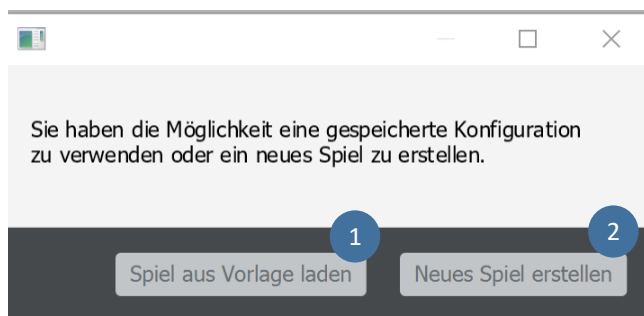 Sie haben die Möglichkeit eine gespeicherte Konfiguration
zu verwenden oder ein neues Spiel zu erstellen.
1
2
Spiel aus Vorlage laden
Neues Spiel erstellen